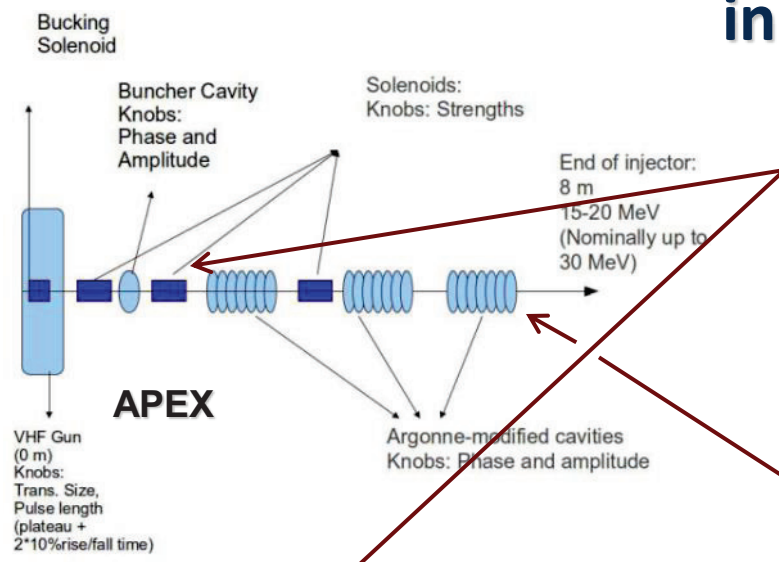 in
Bucking
Solenoid
Buncher Cavity
Knobs:
Phase and
Amplitude
Solenoids:
Knobs: Strengths
End of injector:
8 m
15-20 MeV
(Nominally up to
30 MeV)
APEX
VHF Gun
(0 m)
Knobs:
Trans. Size,
Pulse length
(plateau +
2*10%rise/fall time)
Argonne-modified cavities
Knobs: Phase and amplitude